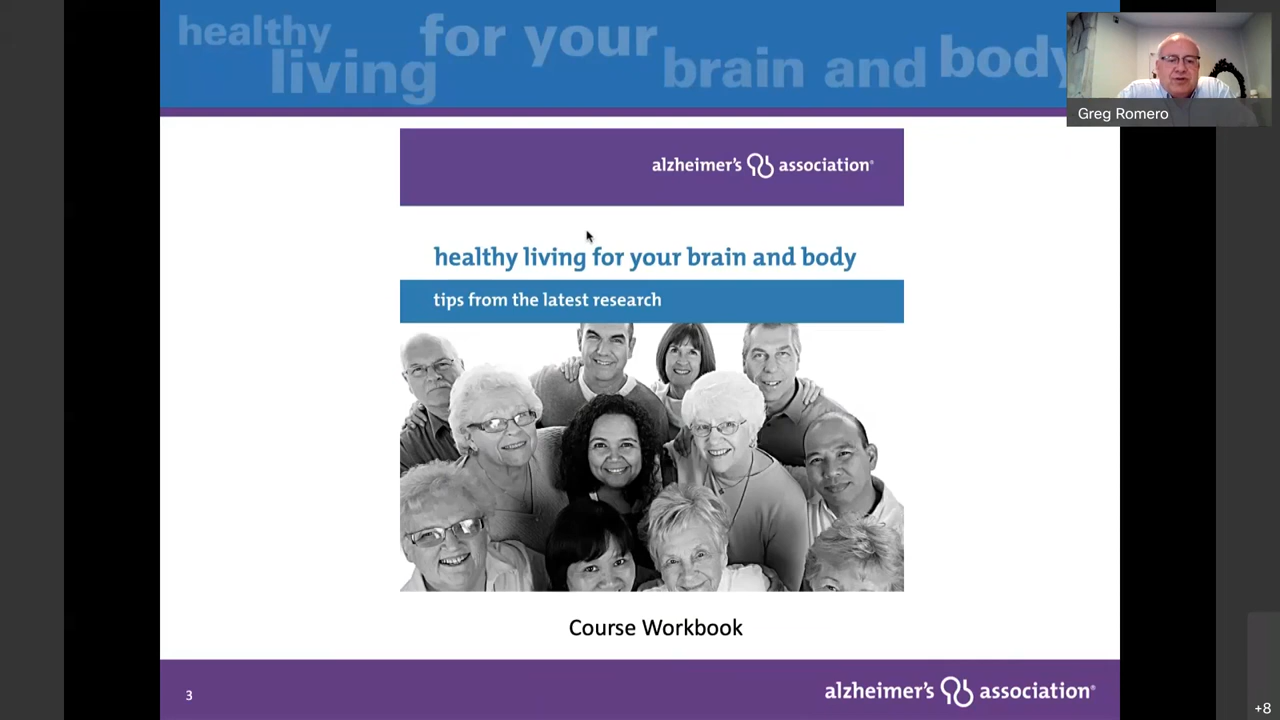 healthy living for your brain and body
Greg Romero
alzheimer's association®
healthy living for your brain and body
tips from the latest research
Course Workbook
3
alzheimer's association®
+8